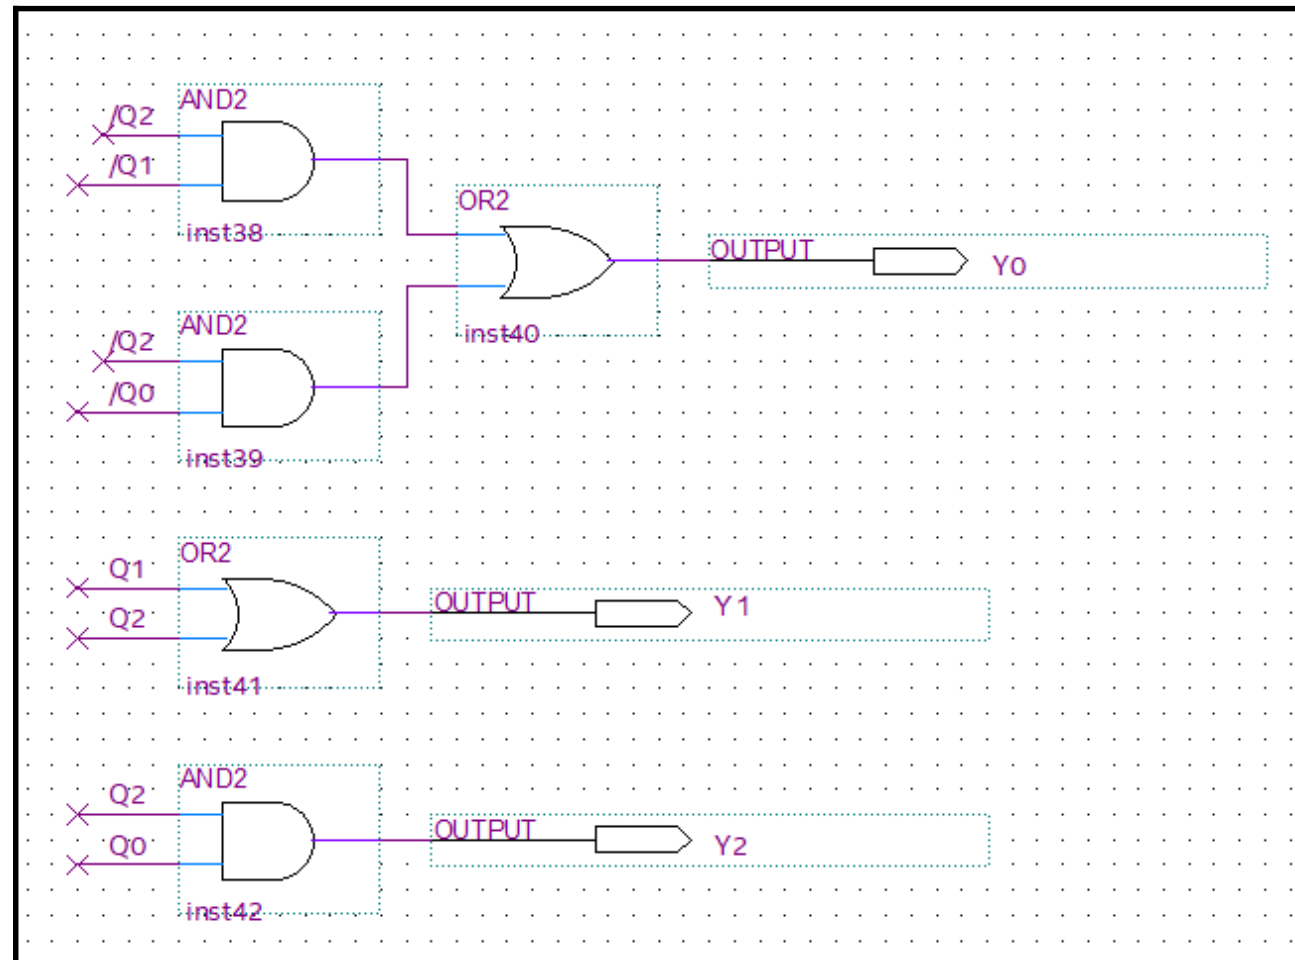 AND2
/Q2
/Q1
inst38
OR2
OUTPUT
Y0
inst40
AND2
/Q2
/Q0
inst39
OR2
Q1
Q2
OUTPUT
Y1
inst41
AND2
Q2
Q0
OUTPUT
Y2
inst42